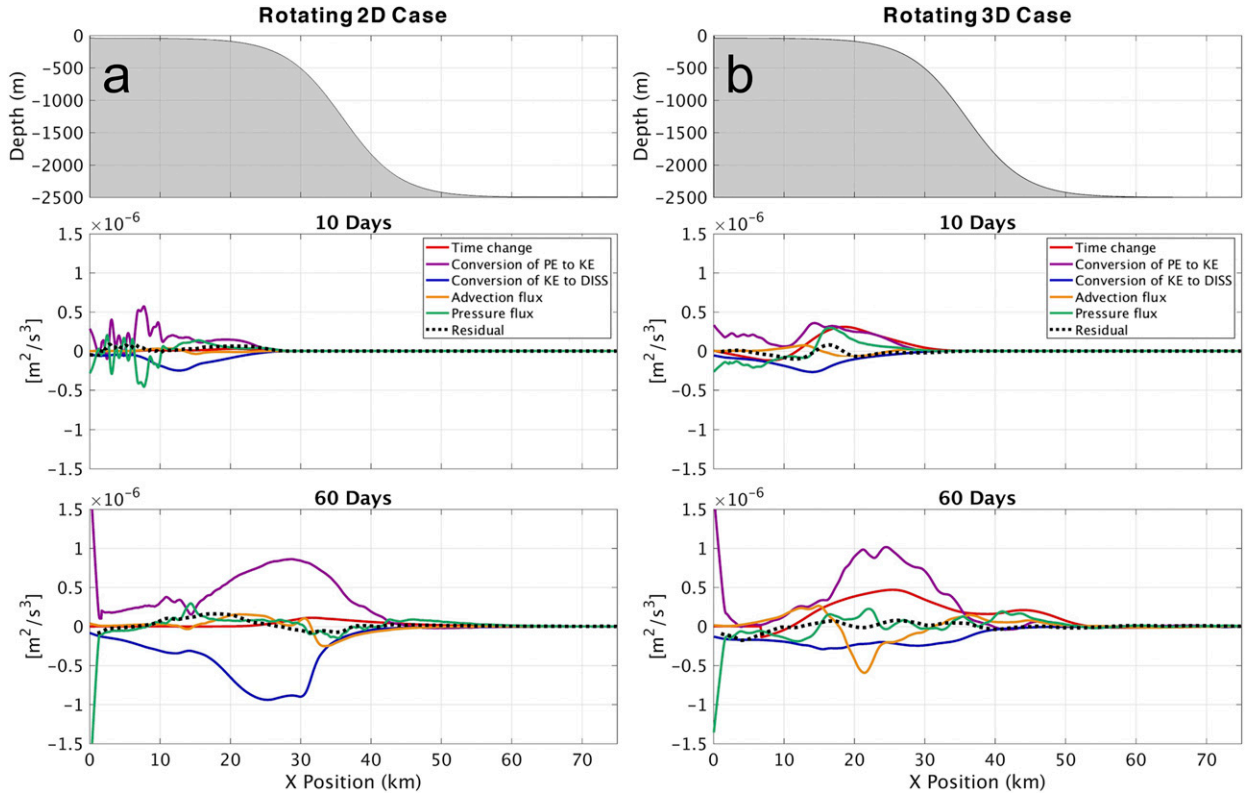 Rotating 2D Case
Rotating 3D Case
a
b
Depth (m)
0
−500
−1000
−1500
−2000
−2500
Depth (m)
0
−500
−1000
−1500
−2000
−2500
×10⁻⁶
10 Days
[m²/s³]
1.5
1
0.5
0
−0.5
−1
−1.5
Time change
Conversion of PE to KE
Conversion of KE to DISS
Advection flux
Pressure flux
Residual
×10⁻⁶
10 Days
[m²/s³]
1.5
1
0.5
0
−0.5
−1
−1.5
Time change
Conversion of PE to KE
Conversion of KE to DISS
Advection flux
Pressure flux
Residual
×10⁻⁶
60 Days
[m²/s³]
1.5
1
0.5
0
−0.5
−1
−1.5
0 10 20 30 40 50 60 70
X Position (km)
×10⁻⁶
60 Days
[m²/s³]
1.5
1
0.5
0
−0.5
−1
−1.5
0 10 20 30 40 50 60 70
X Position (km)